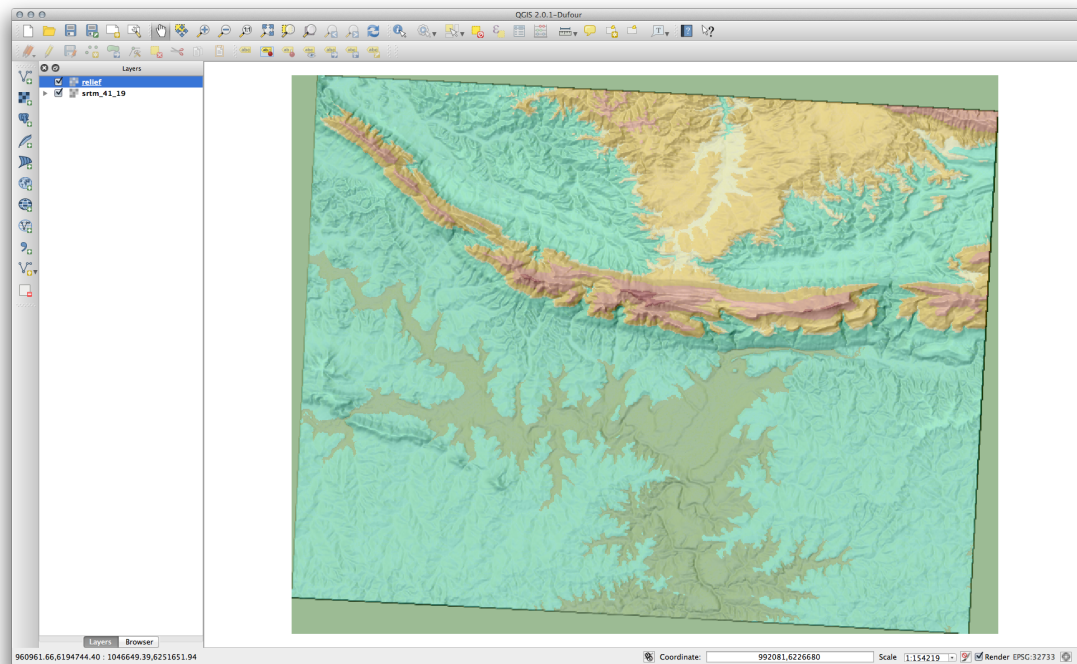 QGIS 2.0.1-Dufour
Layers
relief
srtm_41_19
Layers Browser
960961.66,6194744.40 : 1046649.39,6251651.94 Coordinate: 992081,6226680 Scale 1:154219 Render EPSG:32733